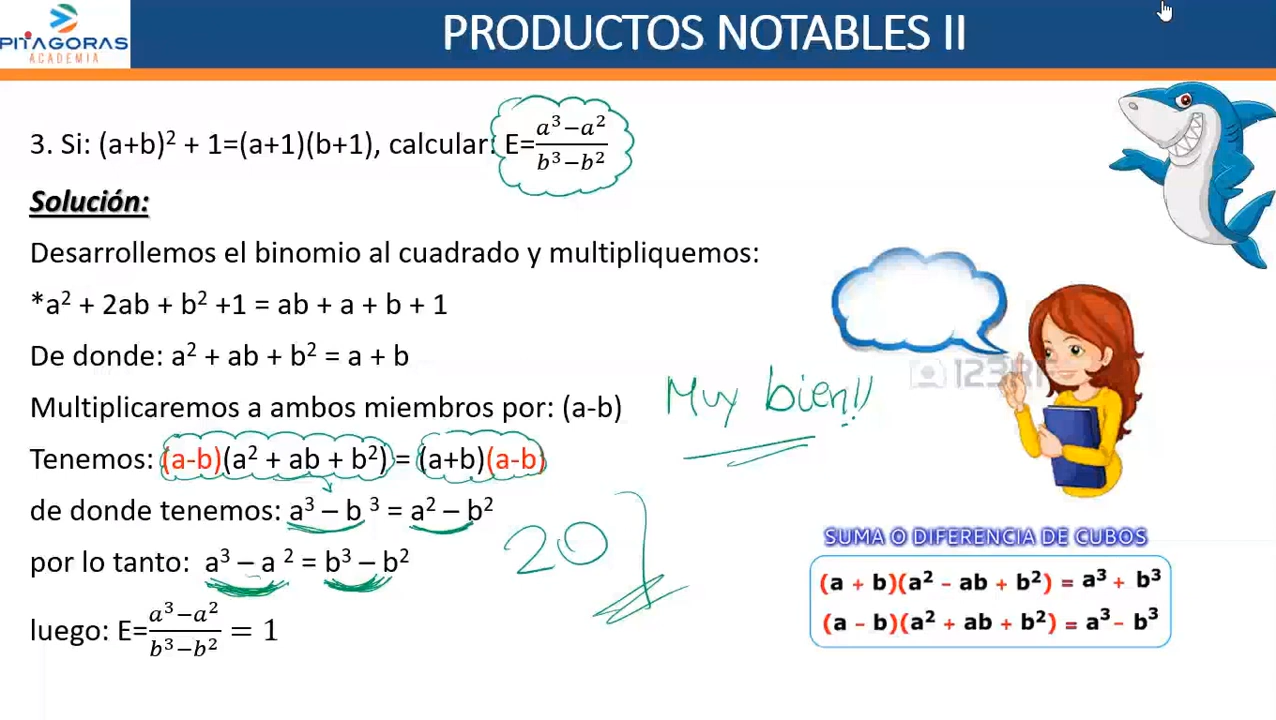 PITAGORAS
ACADEMIA
PRODUCTOS NOTABLES II
3. Si: (a+b)² + 1=(a+1)(b+1), calcular: E=\frac{a³−a²}{b³−b²}
Solución:
Desarrollemos el binomio al cuadrado y multipliquemos:
*a² + 2ab + b² +1 = ab + a + b + 1
De donde: a² + ab + b² = a + b
Multiplicaremos a ambos miembros por: (a-b)
Muy bien!!
Tenemos: (a-b)(a² + ab + b²) = (a+b)(a-b)
de donde tenemos: a³ – b ³ = a² – b²
20
por lo tanto: a³ – a ² = b³ – b²
luego: E=\frac{a³−a²}{b³−b²} = 1
123RF
SUMA O DIFERENCIA DE CUBOS
(a + b)(a² - ab + b²) = a³ + b³
(a - b)(a² + ab + b²) = a³ - b³